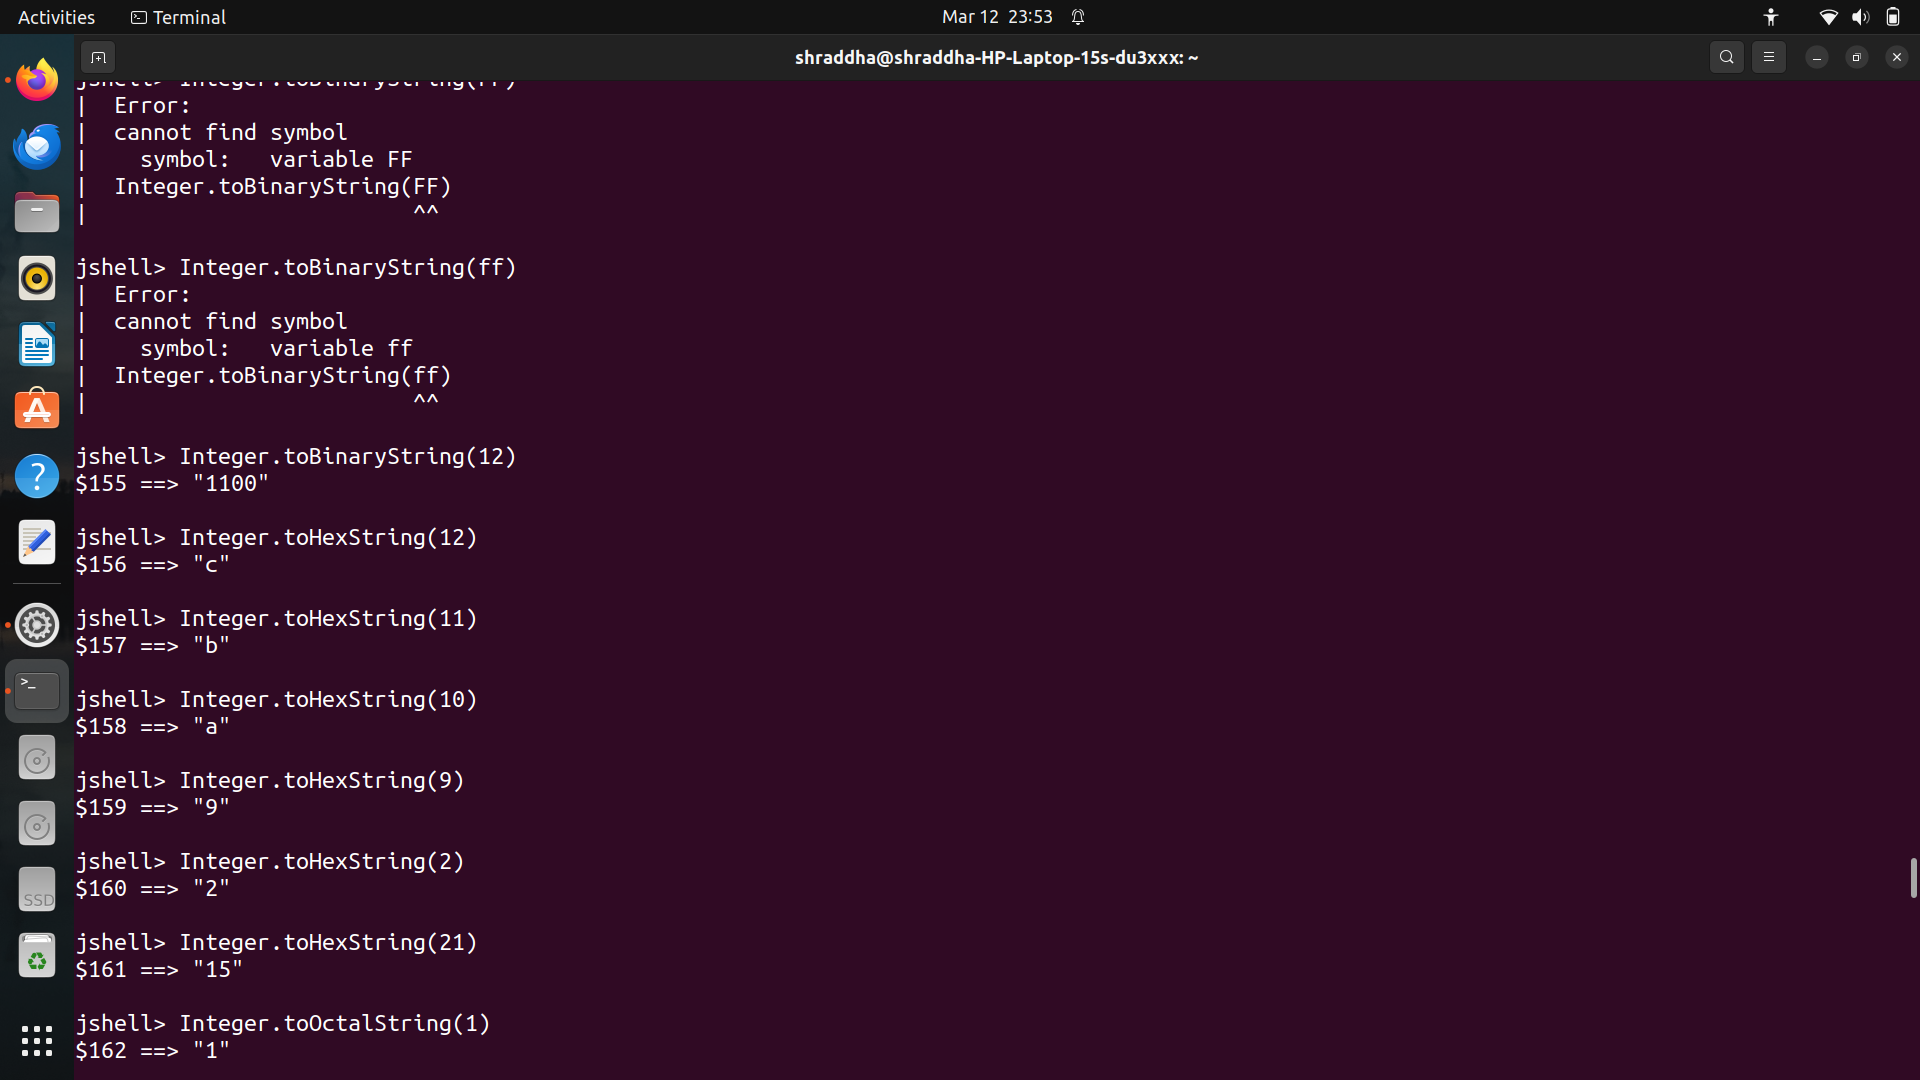 Activities Terminal Mar 12 23:53
shraddha@shraddha-HP-Laptop-15s-du3xxx: ~
jshell> Integer.toBinaryString(FF)
|  Error:
|  cannot find symbol
|    symbol:   variable FF
|  Integer.toBinaryString(FF)
|                         ^^
jshell> Integer.toBinaryString(ff)
|  Error:
|  cannot find symbol
|    symbol:   variable ff
|  Integer.toBinaryString(ff)
|                         ^^
jshell> Integer.toBinaryString(12)
$155 ==> "1100"
jshell> Integer.toHexString(12)
$156 ==> "c"
jshell> Integer.toHexString(11)
$157 ==> "b"
jshell> Integer.toHexString(10)
$158 ==> "a"
jshell> Integer.toHexString(9)
$159 ==> "9"
jshell> Integer.toHexString(2)
$160 ==> "2"
jshell> Integer.toHexString(21)
$161 ==> "15"
jshell> Integer.toOctalString(1)
$162 ==> "1"
SSD